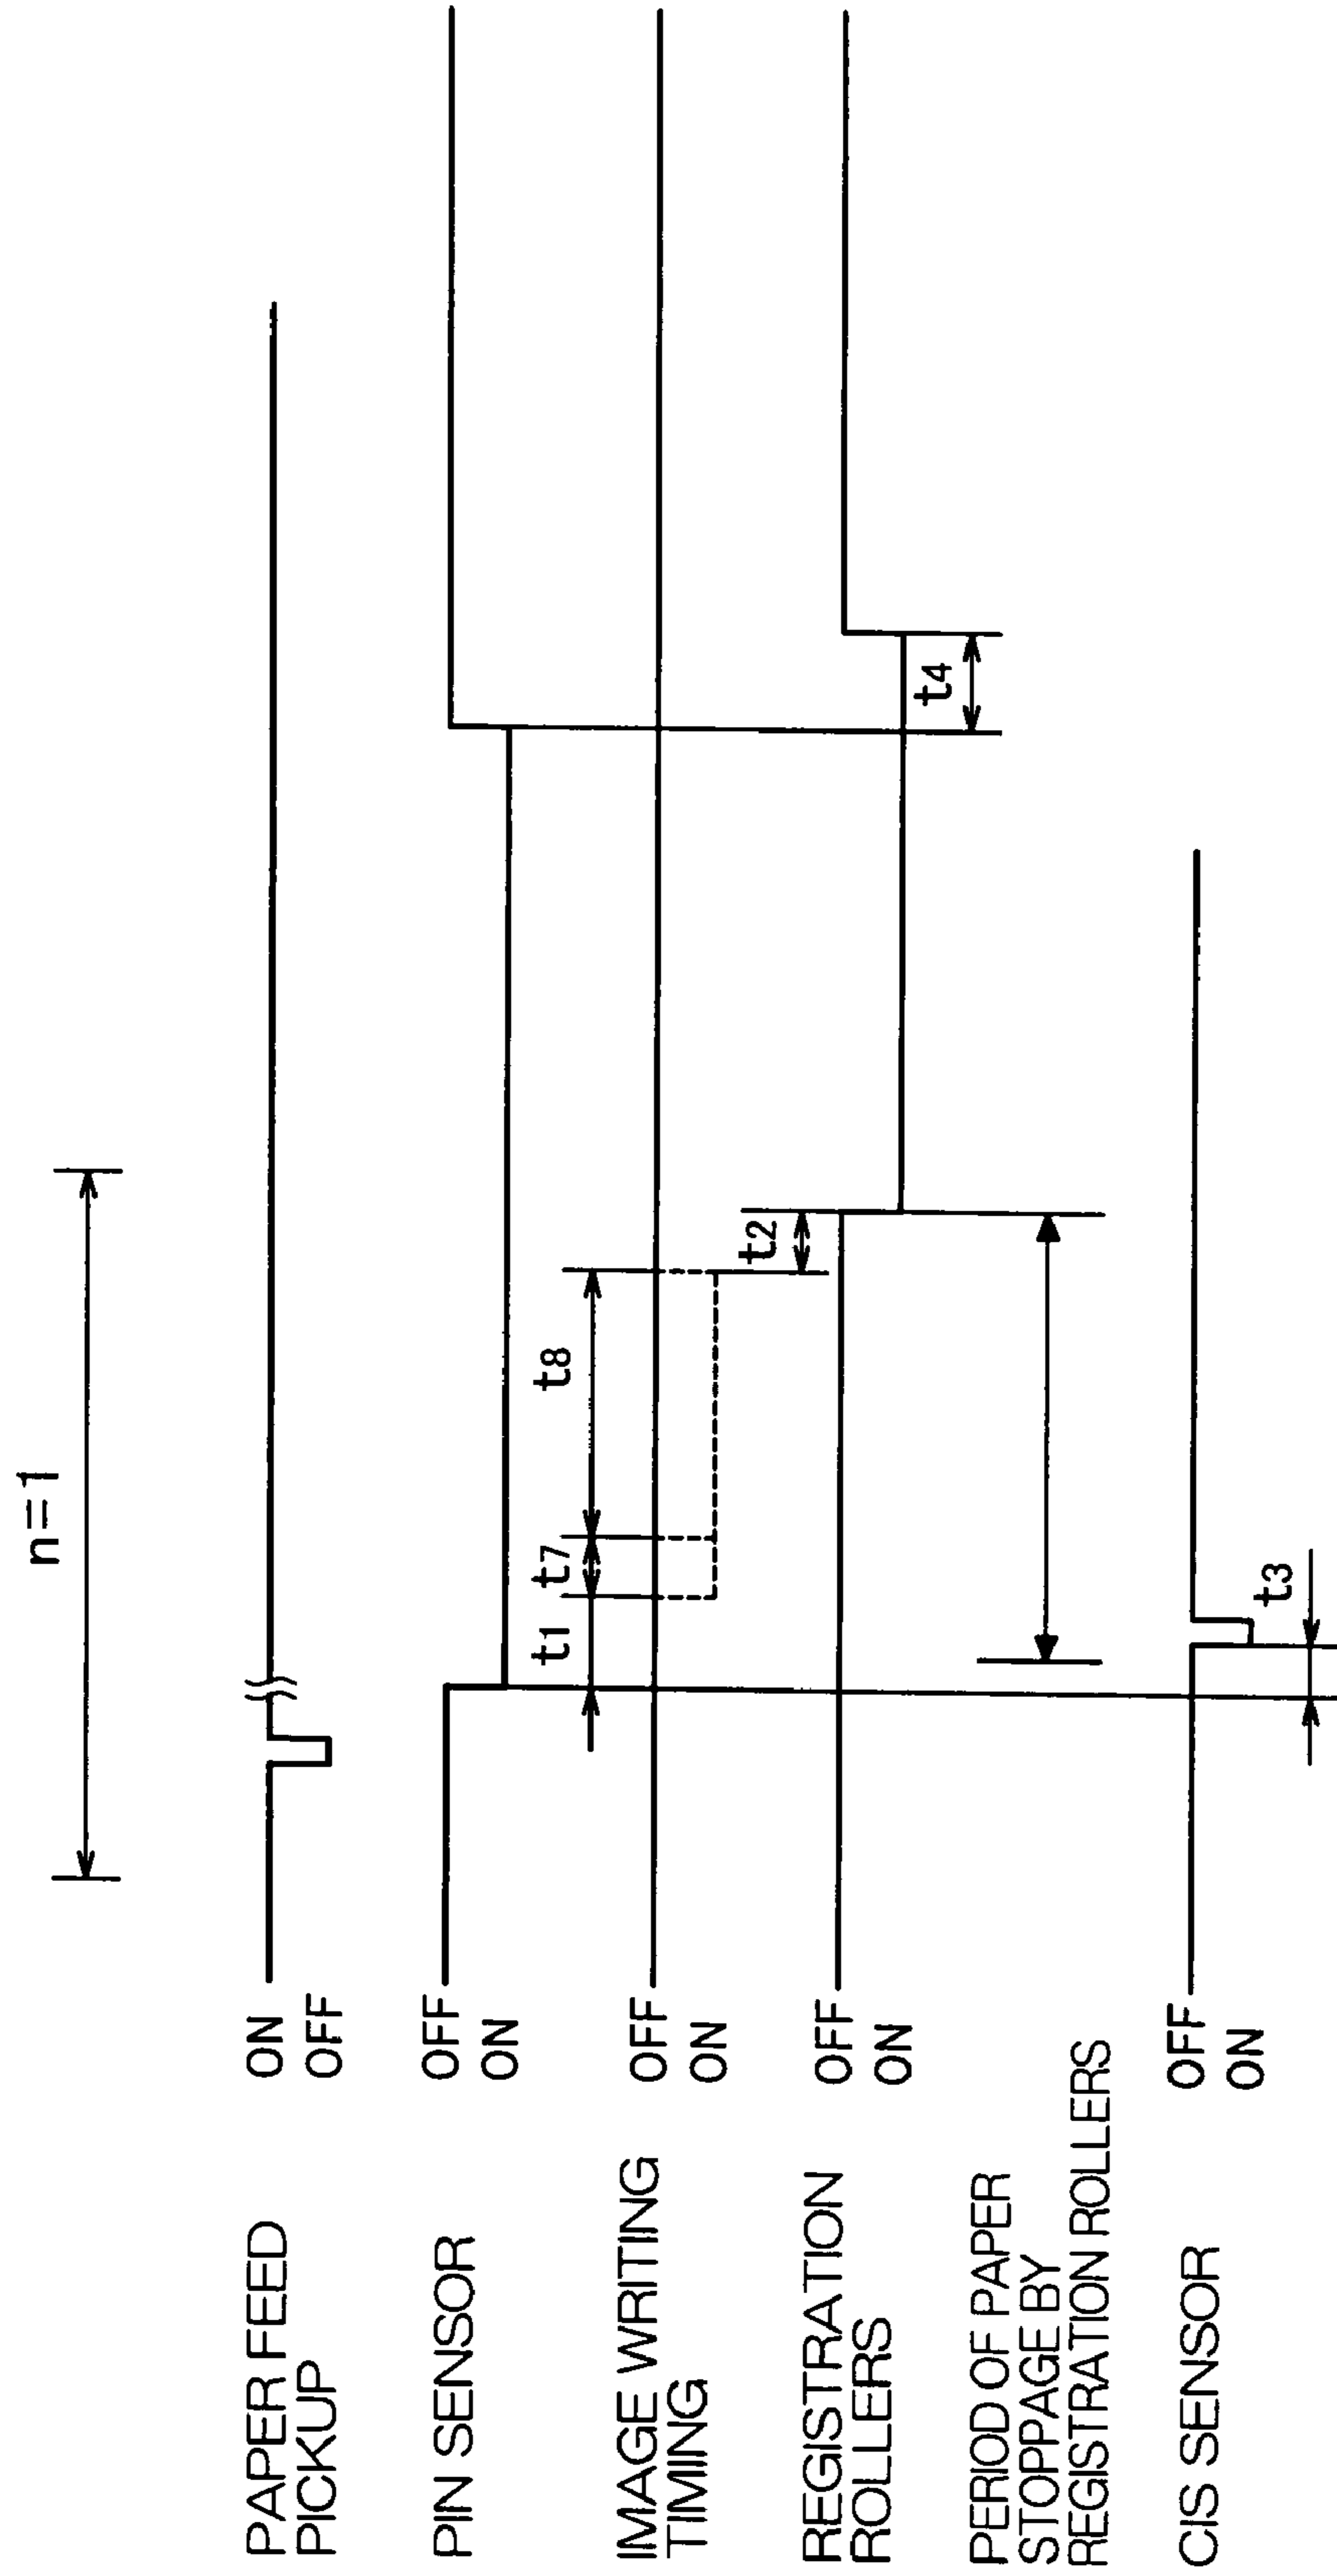 n=1
PAPER FEED
PICKUP
ON
OFF
PIN SENSOR
OFF
ON
t1
t7
t8
IMAGE WRITING
TIMING
OFF
ON
t2
REGISTRATION
ROLLERS
OFF
ON
t4
PERIOD OF PAPER
STOPPAGE BY
REGISTRATION ROLLERS
CIS SENSOR
OFF
ON
t3